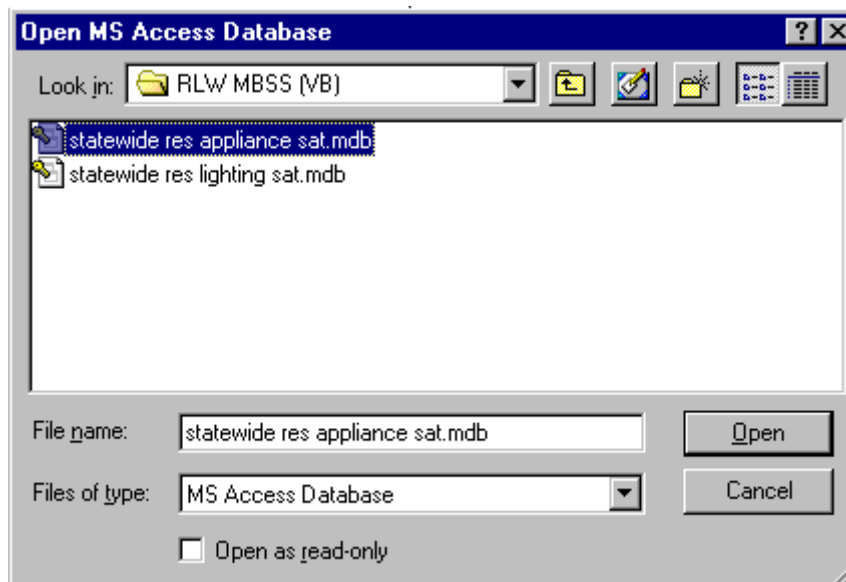 Open MS Access Database
Look in: RLW MBSS (VB)
statewide res appliance sat.mdb
statewide res lighting sat.mdb
File name: statewide res appliance sat.mdb Open
Files of type: MS Access Database Cancel
Open as read-only